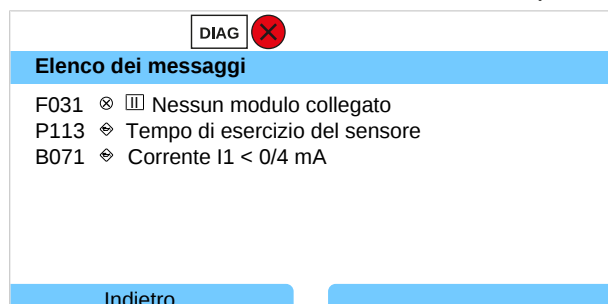 DIAG
Elenco dei messaggi
F031 ⊗ II Nessun modulo collegato
P113 Tempo di esercizio del sensore
B071 Corrente I1 < 0/4 mA
Indietro